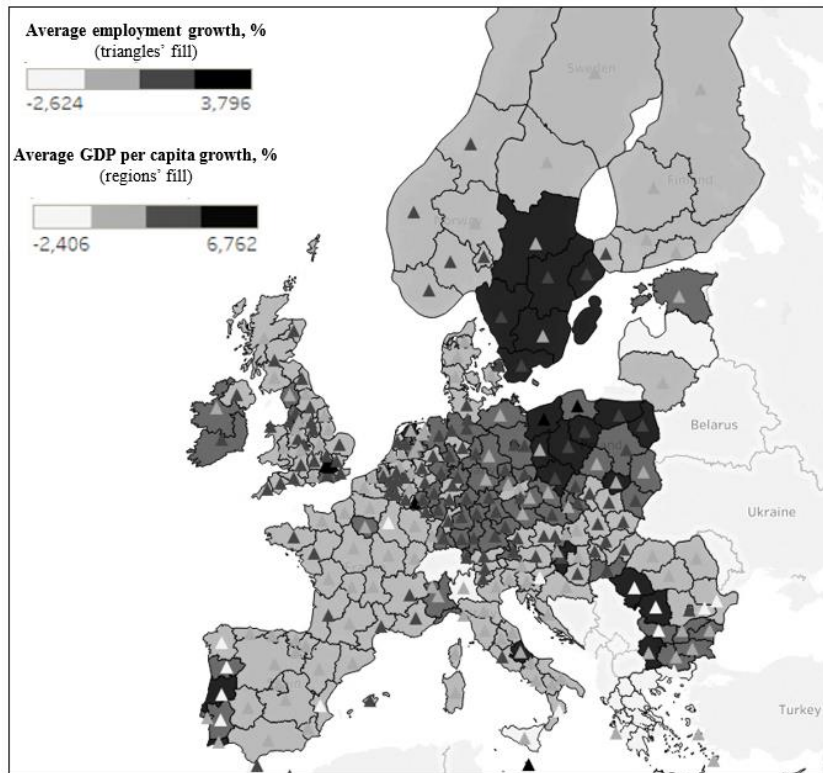 Average employment growth, %
(triangles' fill)
-2,624 3,796
Average GDP per capita growth, %
(regions' fill)
-2,406 6,762
Sweden
Finland
Norway
Belarus
Ukraine
Turkey